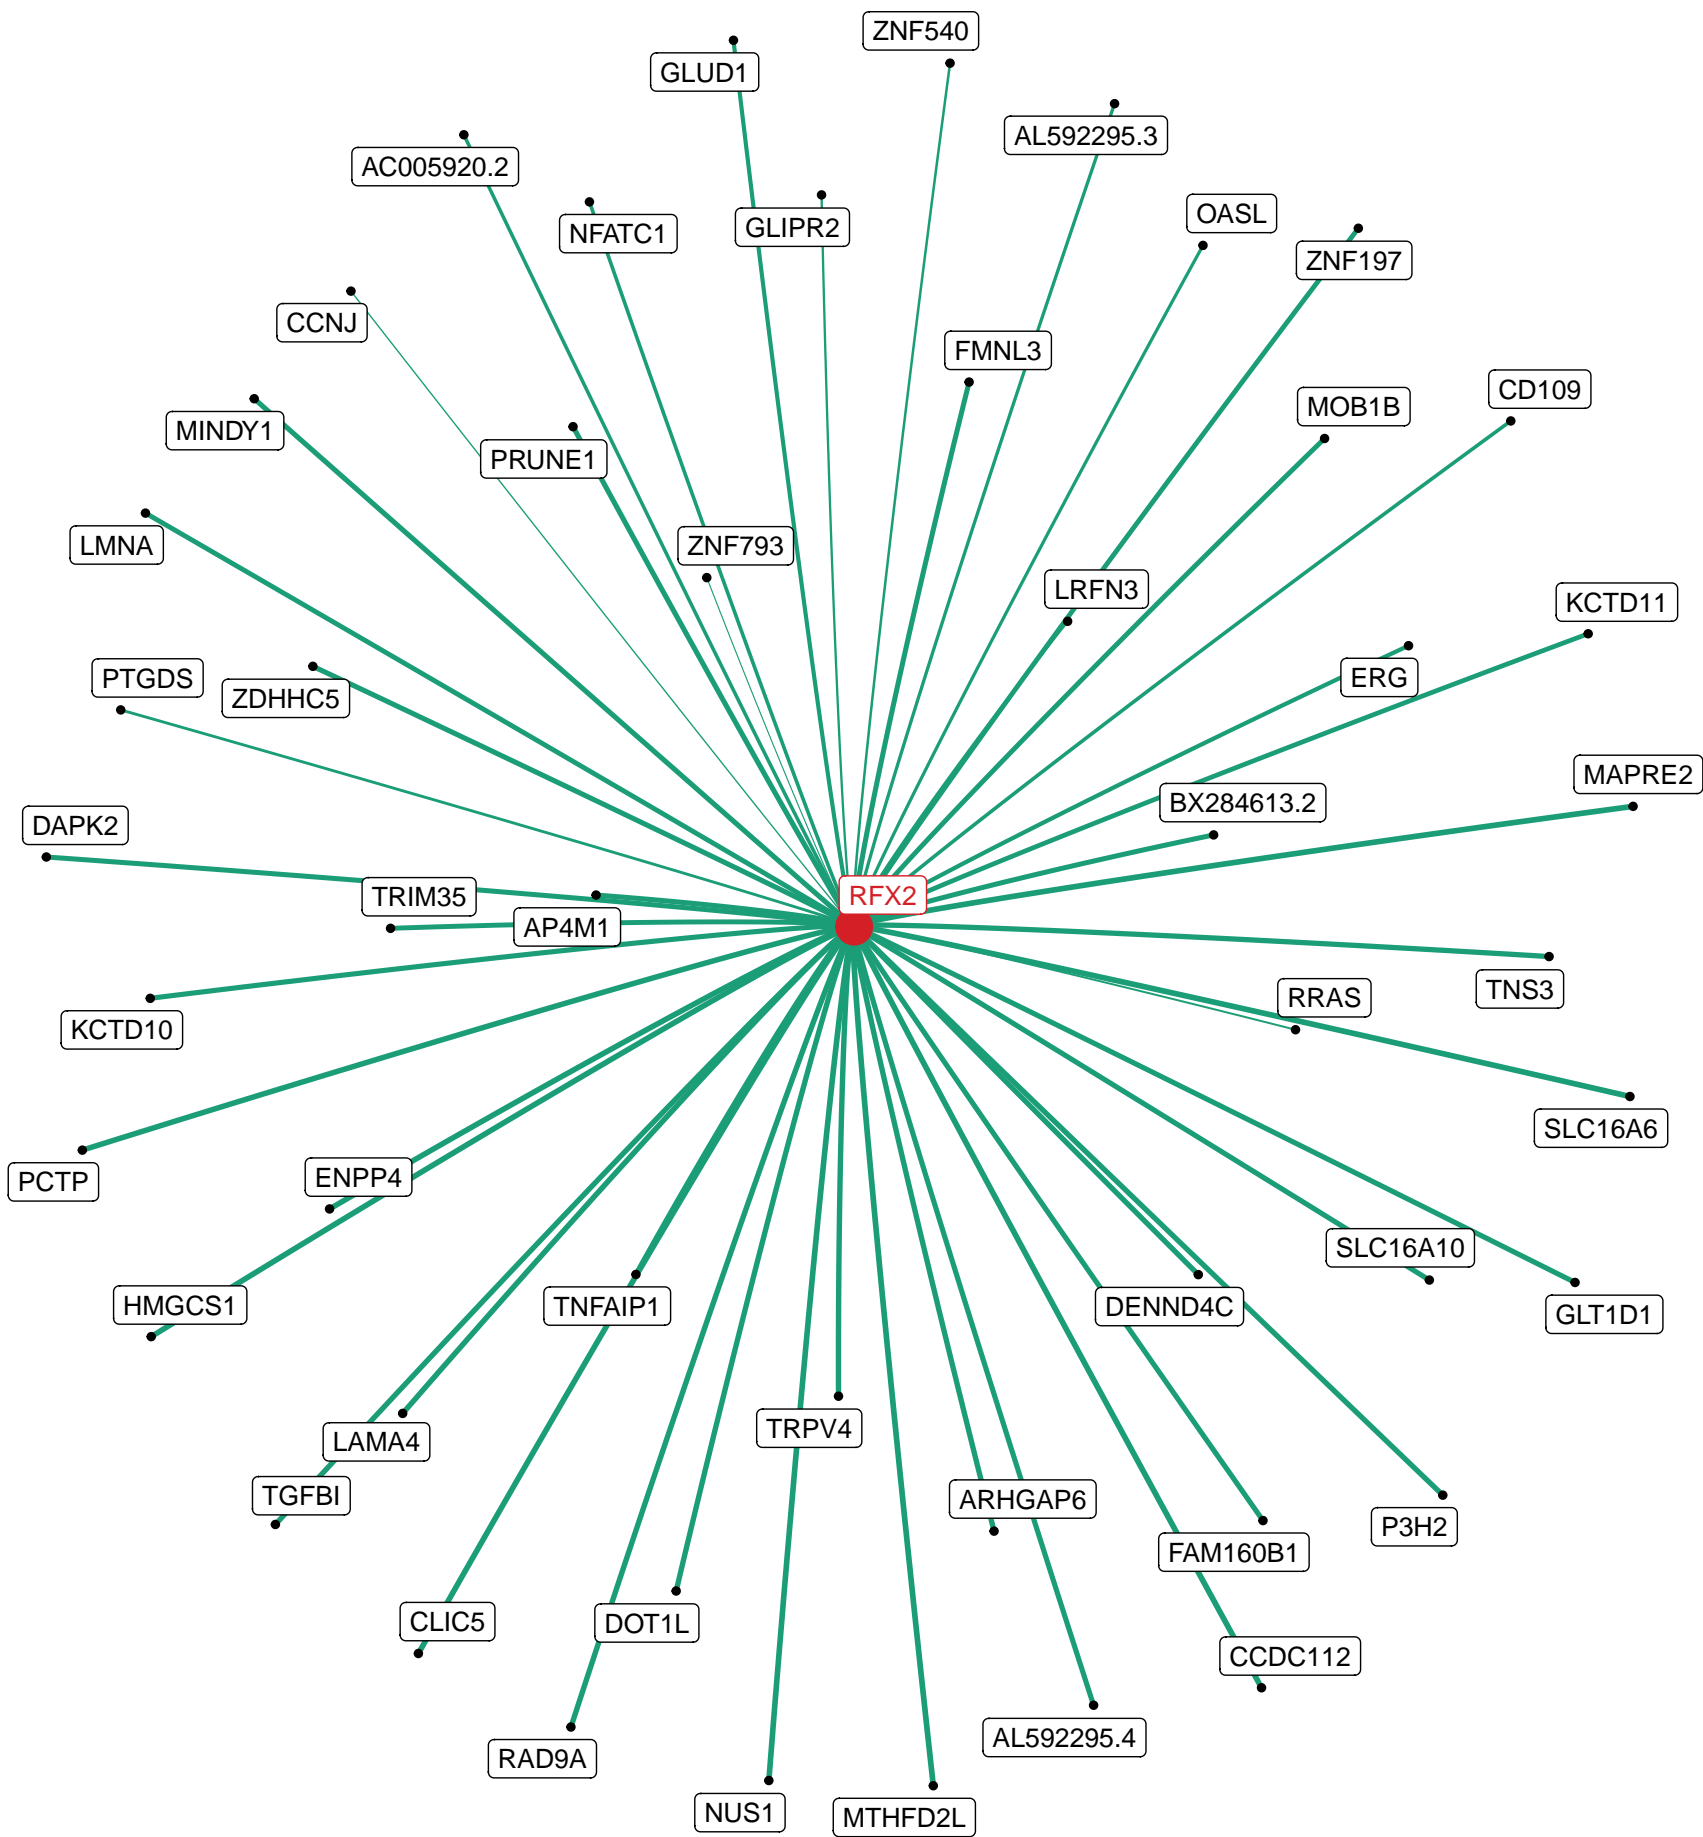 ZNF540
GLUD1
AL592295.3
AC005920.2
OASL
NFATC1
GLIPR2
ZNF197
CCNJ
FMNL3
CD109
MOB1B
MINDY1
PRUNE1
LMNA
ZNF793
LRFN3
KCTD11
PTGDS
ERG
ZDHHC5
MAPRE2
BX284613.2
DAPK2
TRIM35
RFX2
AP4M1
TNS3
RRAS
KCTD10
SLC16A6
ENPP4
PCTP
SLC16A10
HMGCS1
TNFAIP1
DENND4C
GLT1D1
TRPV4
LAMA4
TGFBI
ARHGAP6
P3H2
FAM160B1
CLIC5
DOT1L
CCDC112
AL592295.4
RAD9A
NUS1
MTHFD2L